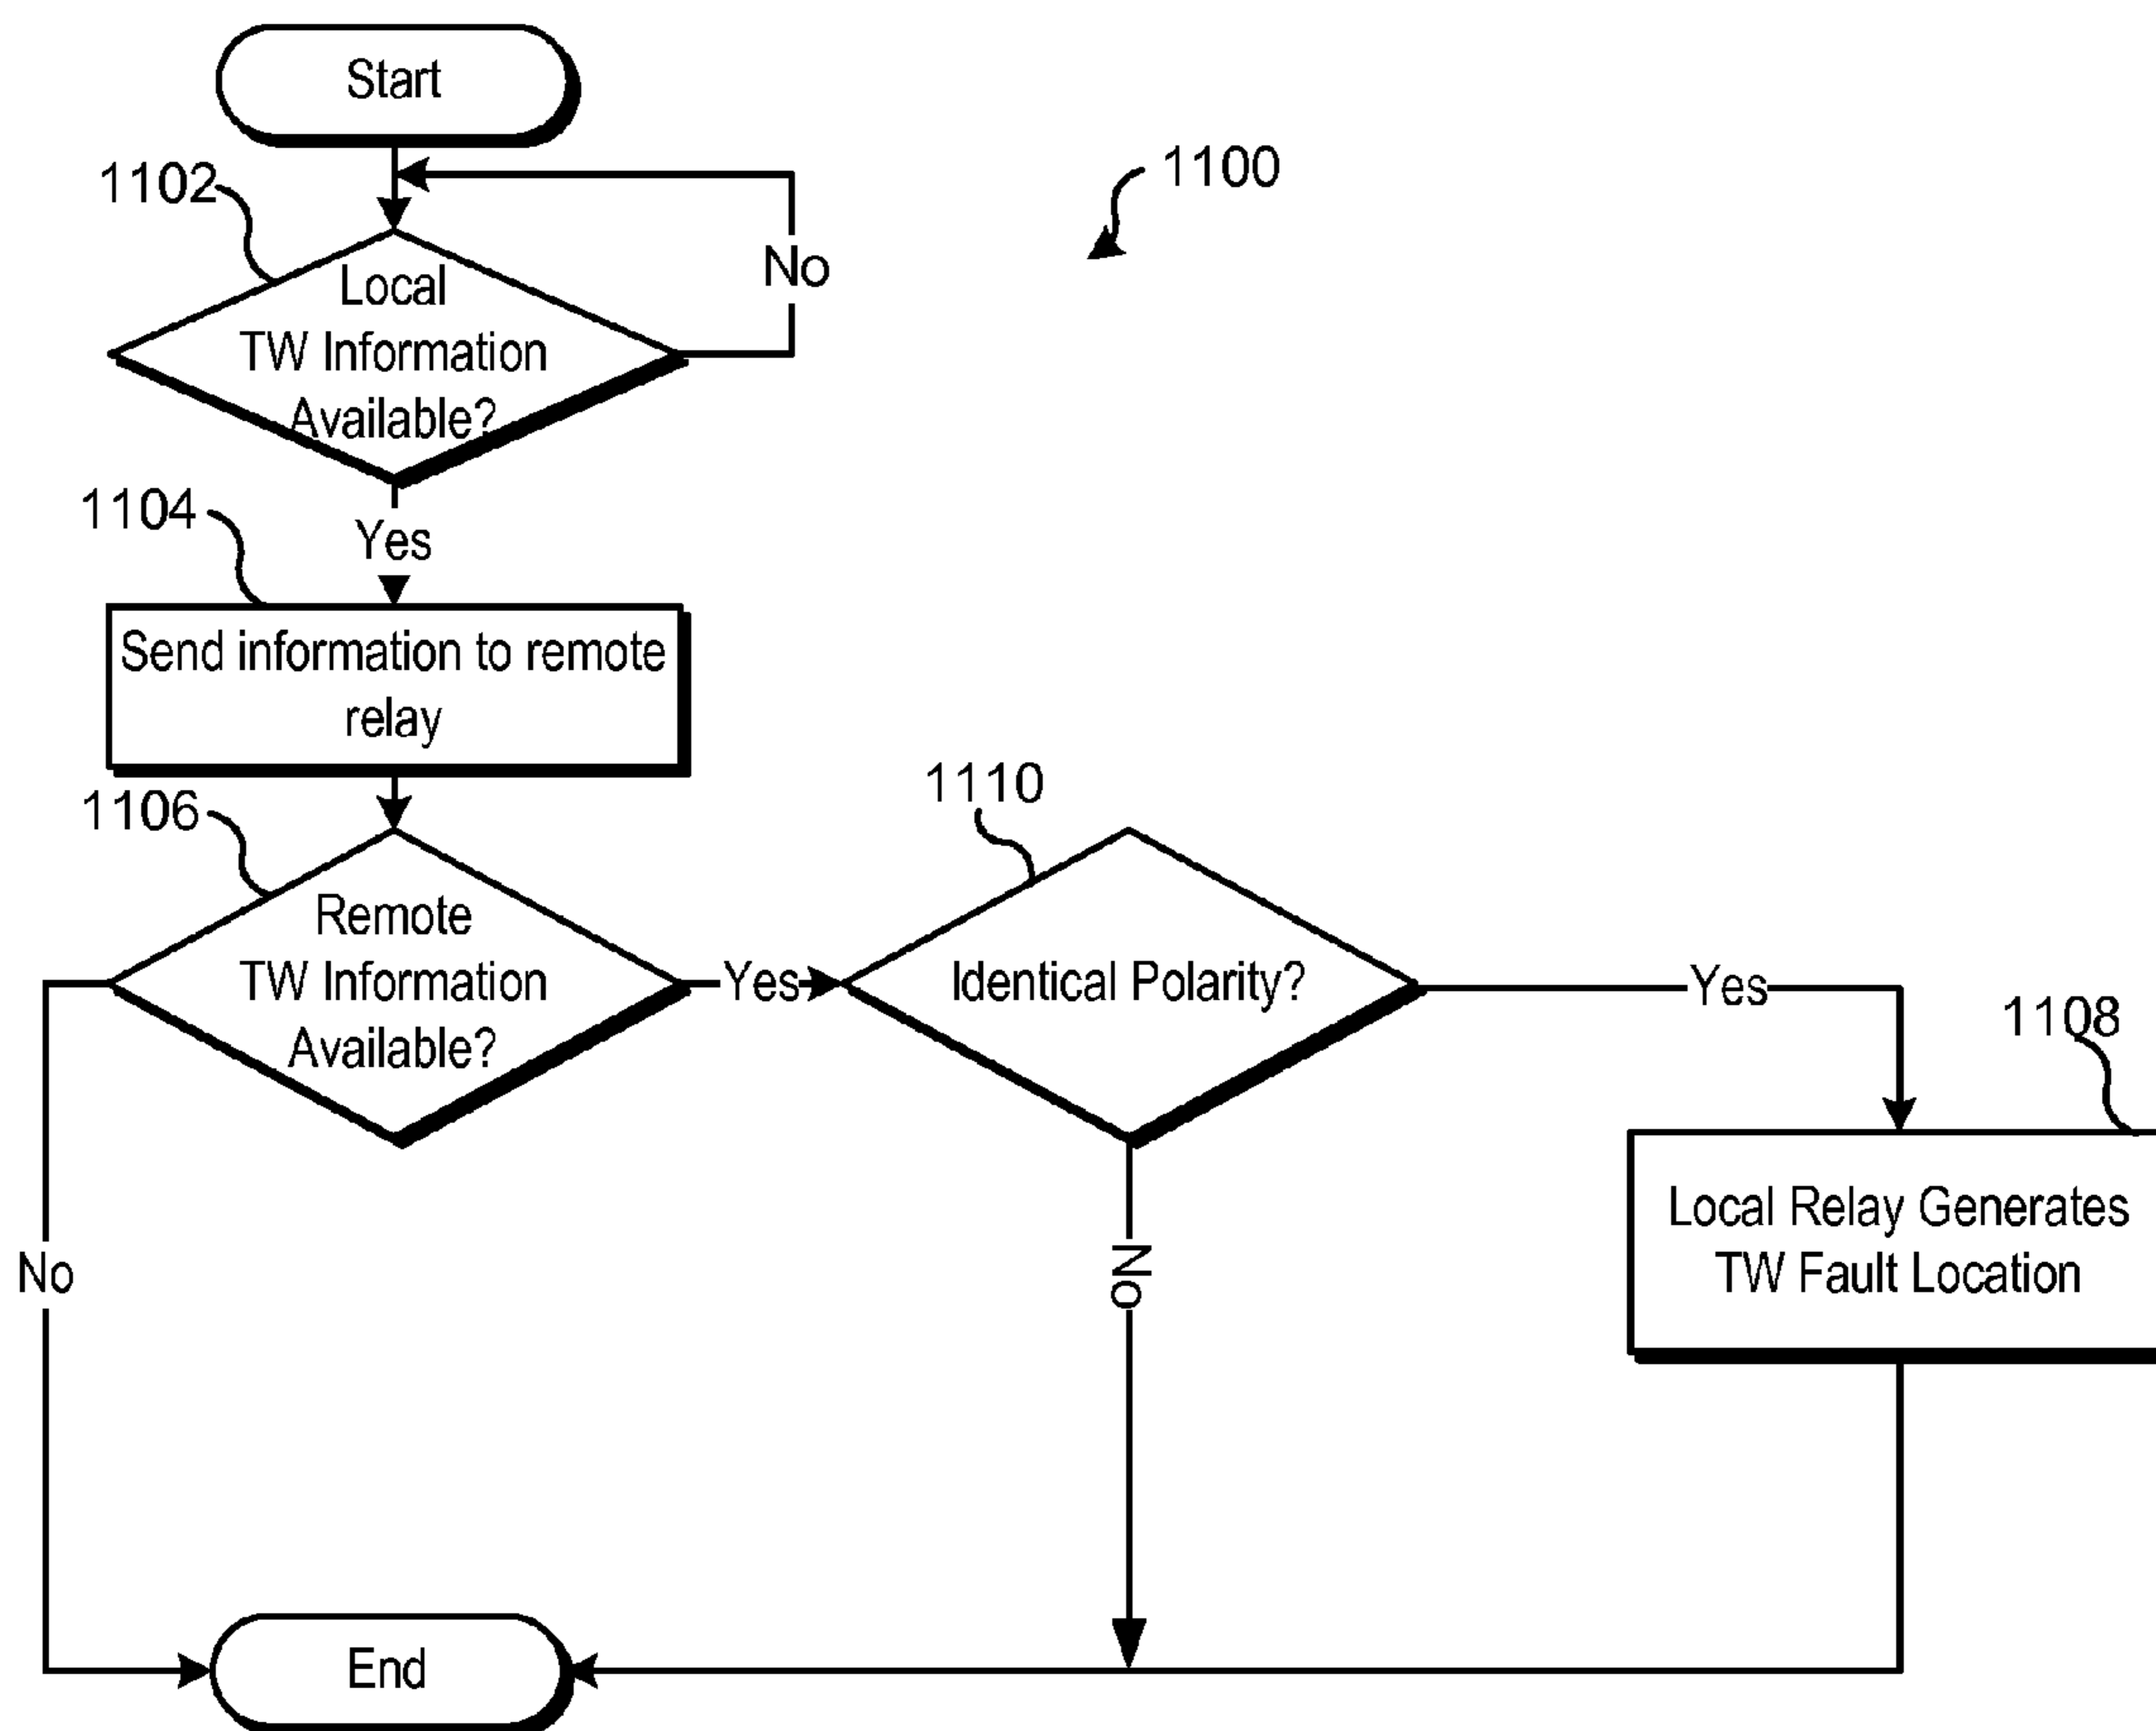 Start
1102
1100
No
Local
TW Information
Available?
1104
Yes
Send information to remote
relay
1106
1110
Remote
TW Information
Available?
Yes
Identical Polarity?
Yes
1108
Local Relay Generates
TW Fault Location
No
No
End